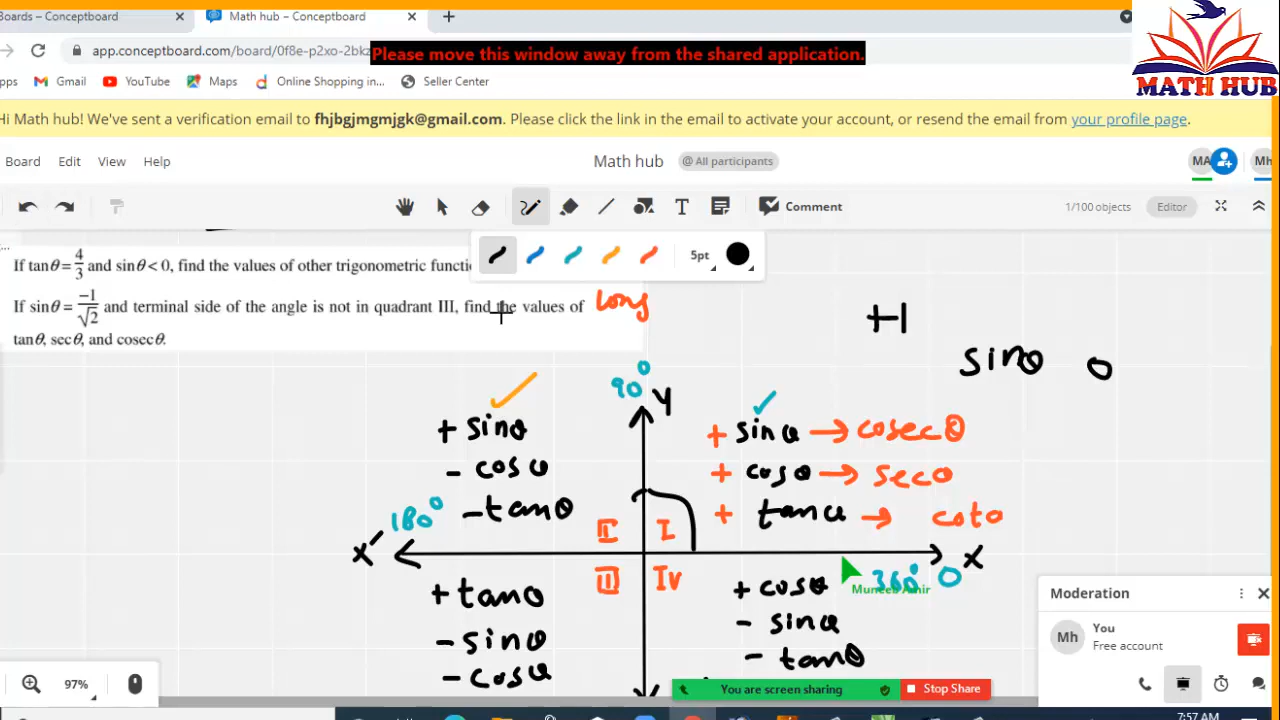 Boards – Conceptboard
Math hub – Conceptboard
app.conceptboard.com/board/0f8e-p2xo-2bkz
Please move this window away from the shared application.
MATH HUB
pps
Gmail
YouTube
Maps
Online Shopping in...
Seller Center
Hi Math hub! We've sent a verification email to fhjbgjmgmjgk@gmail.com. Please click the link in the email to activate your account, or resend the email from your profile page.
Board Edit View Help
Math hub
@ All participants
MA
Mh
Comment
1/100 objects
Editor
5pt
If tanθ = 4/3 and sinθ < 0, find the values of other trigonometric functi
If sinθ = -1/√2 and terminal side of the angle is not in quadrant III, find the values of
tanθ, secθ, and cosecθ.
long
+1
sinθ 0
90°
Y
+ sinθ
- cosθ
- tanθ
+ sinθ → cosecθ
+ cosθ → secθ
+ tanθ → cotθ
180°
II I
X'
X
III IV
360° 0
Muneeb Amir
+ tanθ
- sinθ
- cosθ
+ cosθ
- sinθ
- tanθ
Moderation
Mh
You
Free account
97%
You are screen sharing
Stop Share
7:57 AM